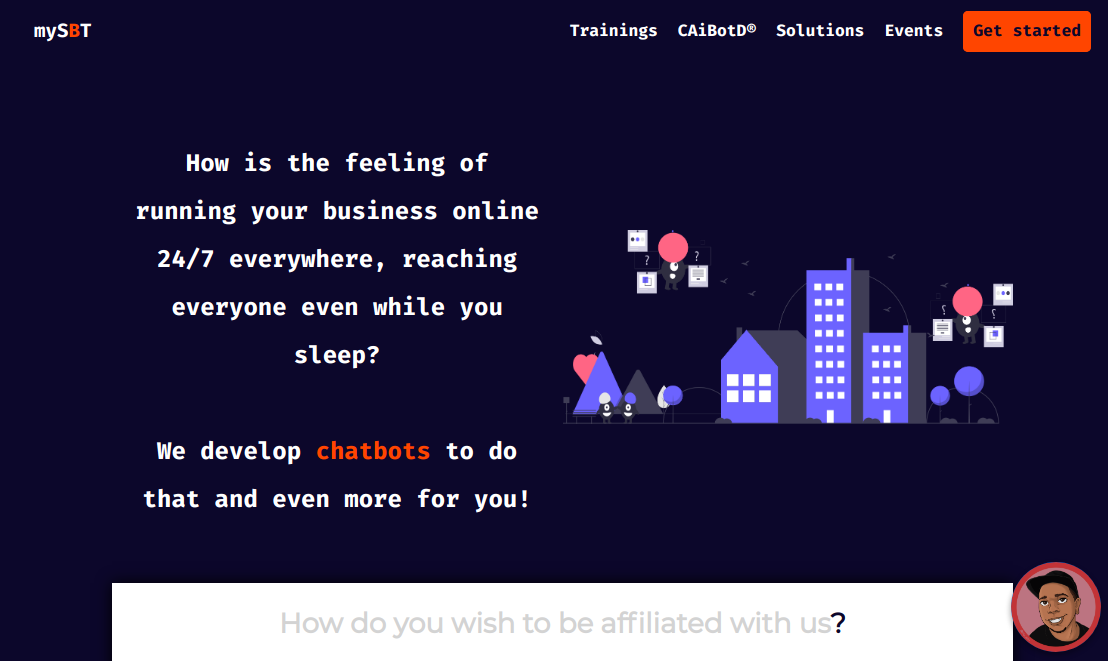 mySBT
Trainings CAiBotD® Solutions Events Get started
How is the feeling of
running your business online
24/7 everywhere, reaching
everyone even while you
sleep?
We develop chatbots to do
that and even more for you!
? ?
? ?
How do you wish to be affiliated with us?